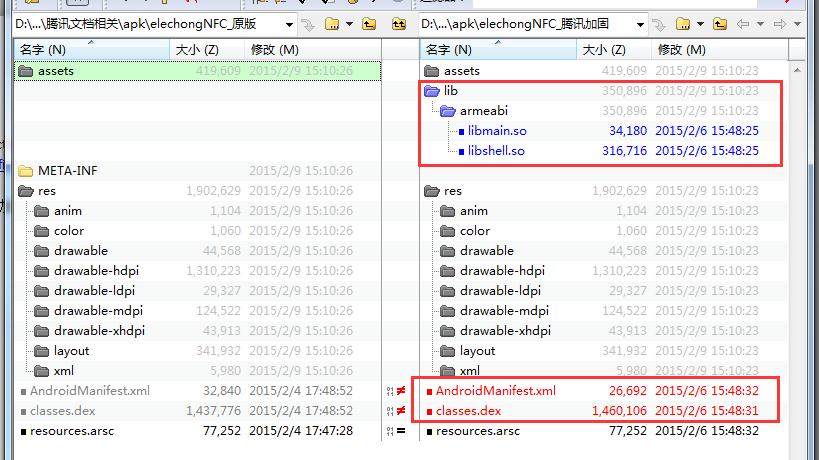 D:\...\腾讯文档相关\apk\elechongNFC_原版 D:\...\apk\elechongNFC_腾讯加固
名字 (N) 大小 (Z) 修改 (M) 名字 (N) 大小 (Z) 修改 (M)
assets 419,609 2015/2/9 15:10:26 assets 419,609 2015/2/9 15:10:23
lib 350,896 2015/2/9 15:10:23
armeabi 350,896 2015/2/9 15:10:23
libmain.so 34,180 2015/2/6 15:48:25
libshell.so 316,716 2015/2/6 15:48:25
META-INF 2015/2/9 15:10:26
res 1,902,629 2015/2/9 15:10:26 res 1,902,629 2015/2/9 15:10:23
anim 1,104 2015/2/9 15:10:26 anim 1,104 2015/2/9 15:10:23
color 1,060 2015/2/9 15:10:26 color 1,060 2015/2/9 15:10:23
drawable 44,568 2015/2/9 15:10:26 drawable 44,568 2015/2/9 15:10:23
drawable-hdpi 1,310,223 2015/2/9 15:10:26 drawable-hdpi 1,310,223 2015/2/9 15:10:23
drawable-ldpi 29,327 2015/2/9 15:10:26 drawable-ldpi 29,327 2015/2/9 15:10:23
drawable-mdpi 124,522 2015/2/9 15:10:26 drawable-mdpi 124,522 2015/2/9 15:10:23
drawable-xhdpi 43,913 2015/2/9 15:10:26 drawable-xhdpi 43,913 2015/2/9 15:10:23
layout 341,932 2015/2/9 15:10:26 layout 341,932 2015/2/9 15:10:23
xml 5,980 2015/2/9 15:10:26 xml 5,980 2015/2/9 15:10:23
AndroidManifest.xml 32,840 2015/2/4 17:48:52 ≠ AndroidManifest.xml 26,692 2015/2/6 15:48:32
classes.dex 1,437,776 2015/2/4 17:48:52 ≠ classes.dex 1,460,106 2015/2/6 15:48:31
resources.arsc 77,252 2015/2/4 17:47:28 = resources.arsc 77,252 2015/2/6 15:48:32